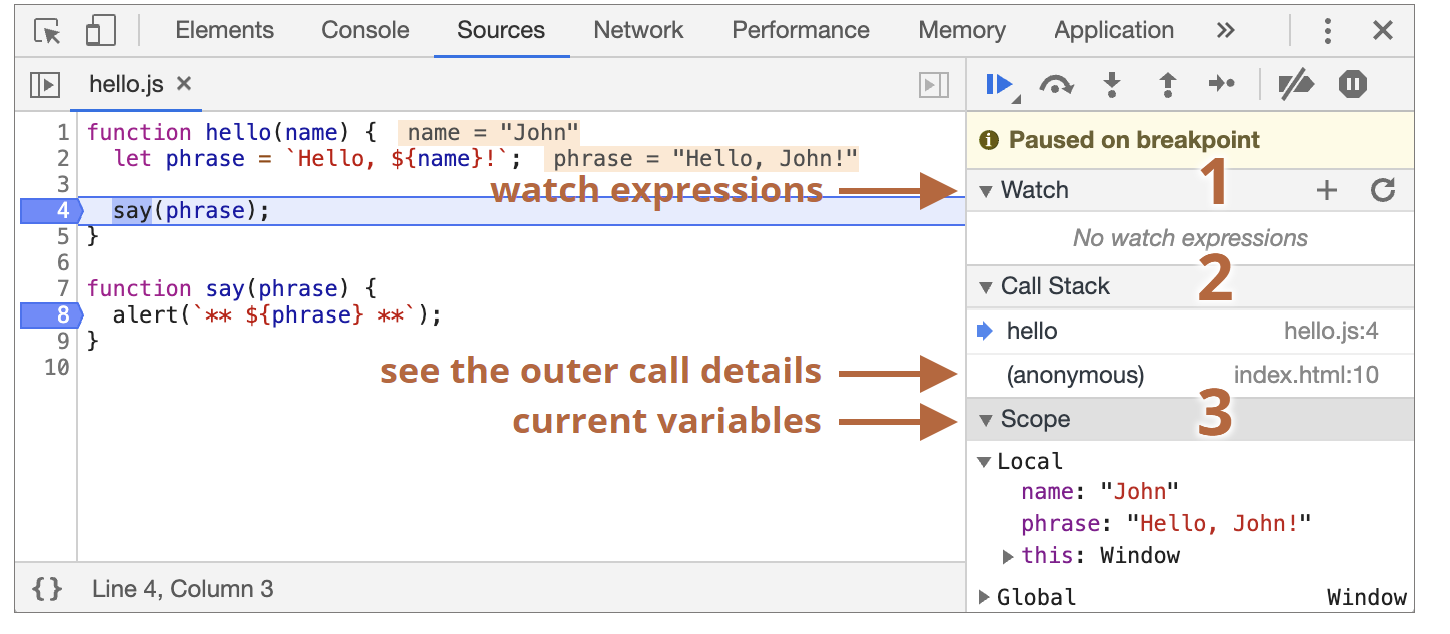 Elements Console Sources Network Performance Memory Application »
hello.js ×
Paused on breakpoint
1 function hello(name) { name = "John"
2 let phrase = `Hello, ${name}!`; phrase = "Hello, John!"
3
4 say(phrase);
5 }
6
7 function say(phrase) {
8 alert(`** ${phrase} **`);
9 }
10
watch expressions
see the outer call details
current variables
{} Line 4, Column 3
1
Watch
No watch expressions
2
Call Stack
hello hello.js:4
(anonymous) index.html:10
3
Scope
Local
name: "John"
phrase: "Hello, John!"
this: Window
Global Window